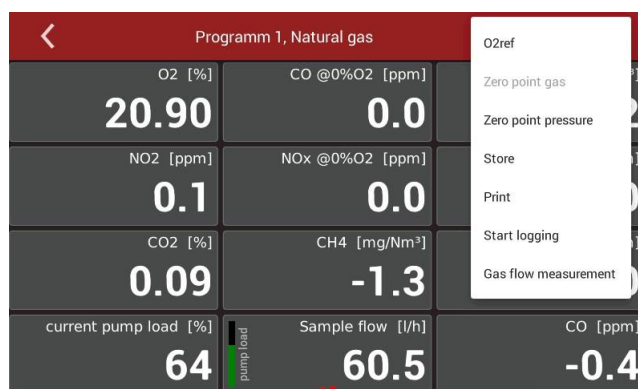 Programm 1, Natural gas
O2ref
Zero point gas
Zero point pressure
Store
Print
Start logging
Gas flow measurement
O2 [%]
CO @0%O2 [ppm]
20.90
0.0
NO2 [ppm]
NOx @0%O2 [ppm]
0.1
0.0
CO2 [%]
CH4 [mg/Nm³]
0.09
-1.3
current pump load [%]
pump load
Sample flow [l/h]
CO [ppm]
64
60.5
-0.4